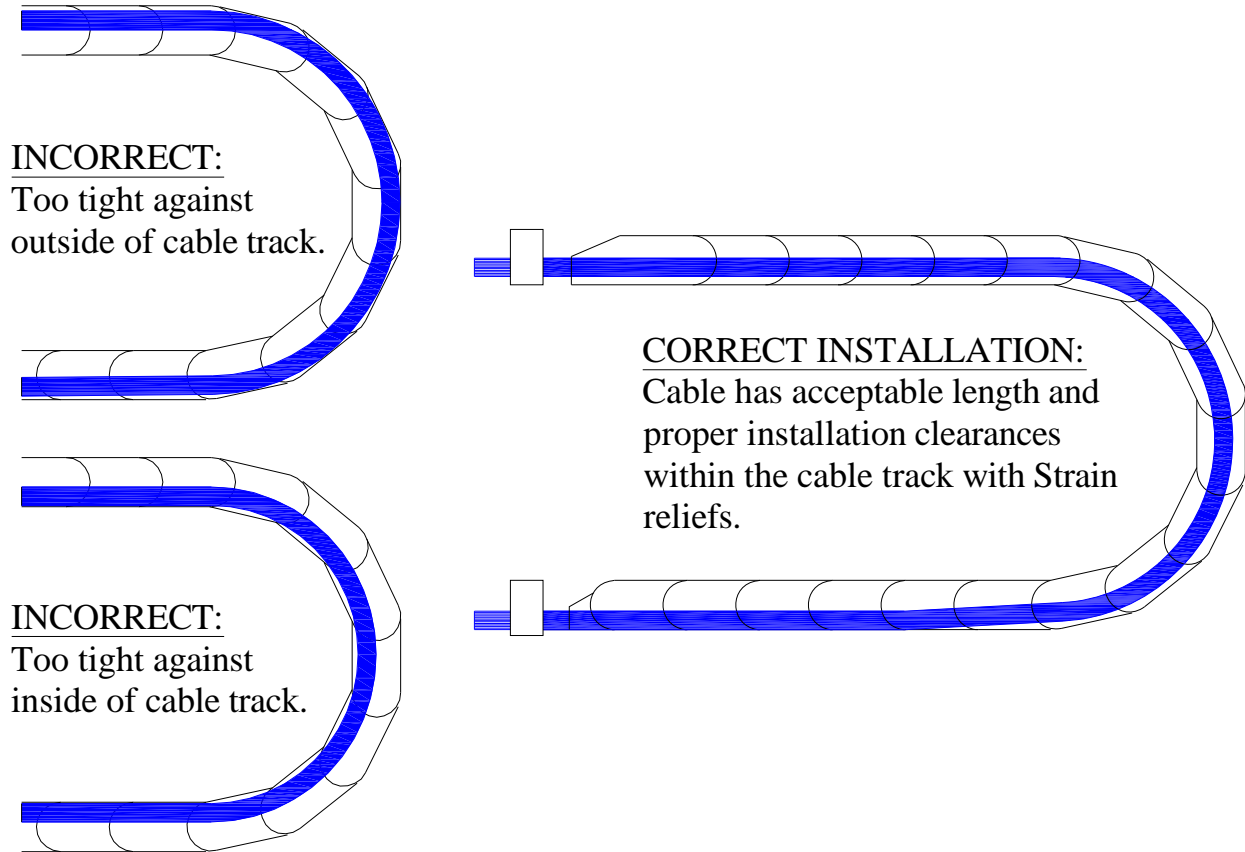 INCORRECT:
Too tight against
outside of cable track.
CORRECT INSTALLATION:
Cable has acceptable length and
proper installation clearances
within the cable track with Strain
reliefs.
INCORRECT:
Too tight against
inside of cable track.